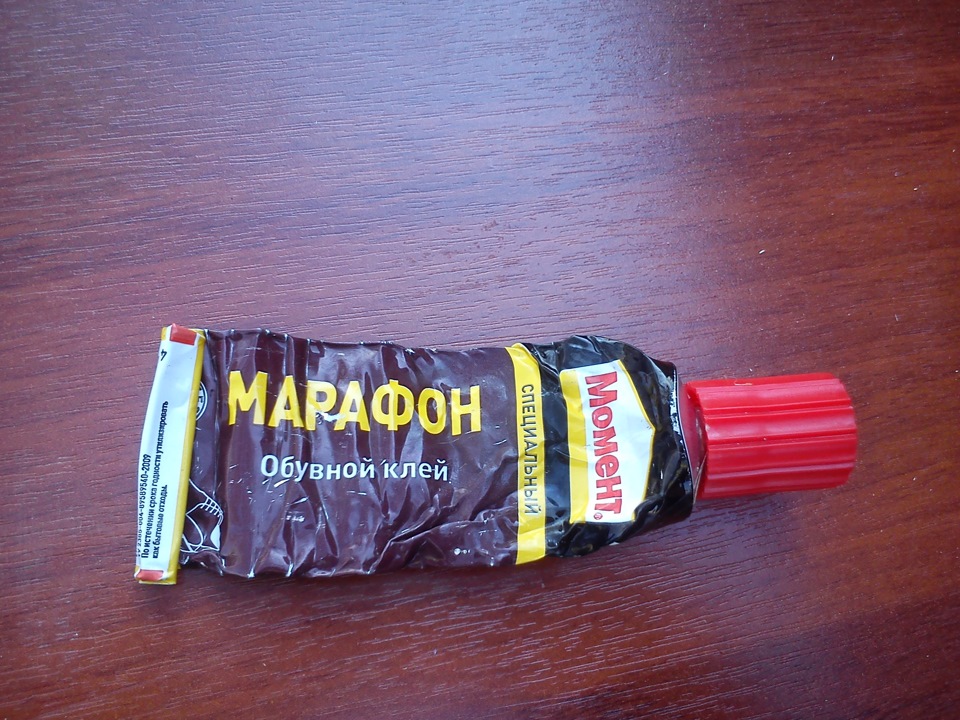 МАРАФОН
Обувной клей
СПЕЦИАЛЬНЫЙ
Момент
По истечении срока годности утилизировать
как бытовые отходы.